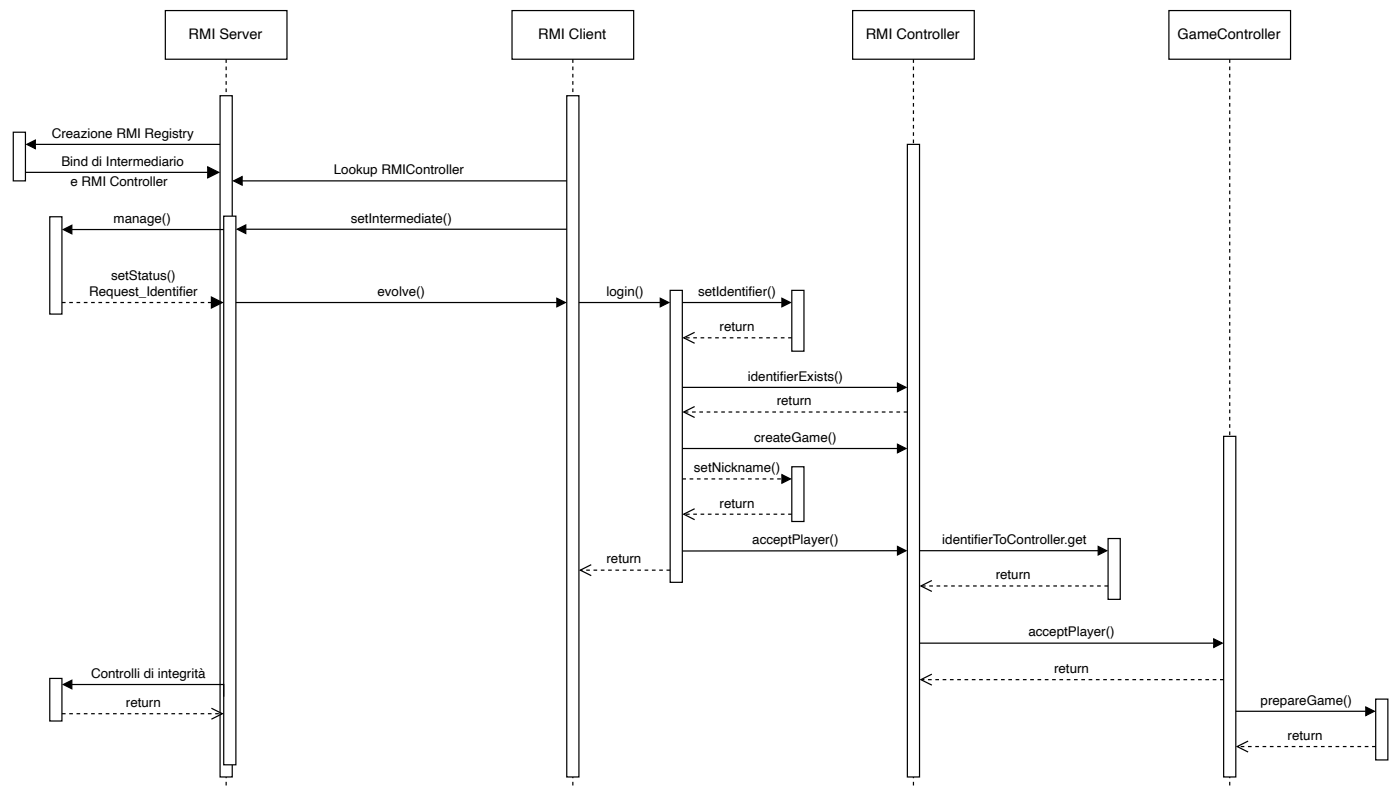 RMI Server
RMI Client
RMI Controller
GameController
Creazione RMI Registry
Bind di Intermediario
e RMI Controller
Lookup RMIController
manage()
setIntermediate()
setStatus()
Request_Identifier
evolve()
login()
setIdentifier()
return
identifierExists()
return
createGame()
setNickname()
return
acceptPlayer()
identifierToController.get
return
return
acceptPlayer()
return
Controlli di integrità
return
prepareGame()
return